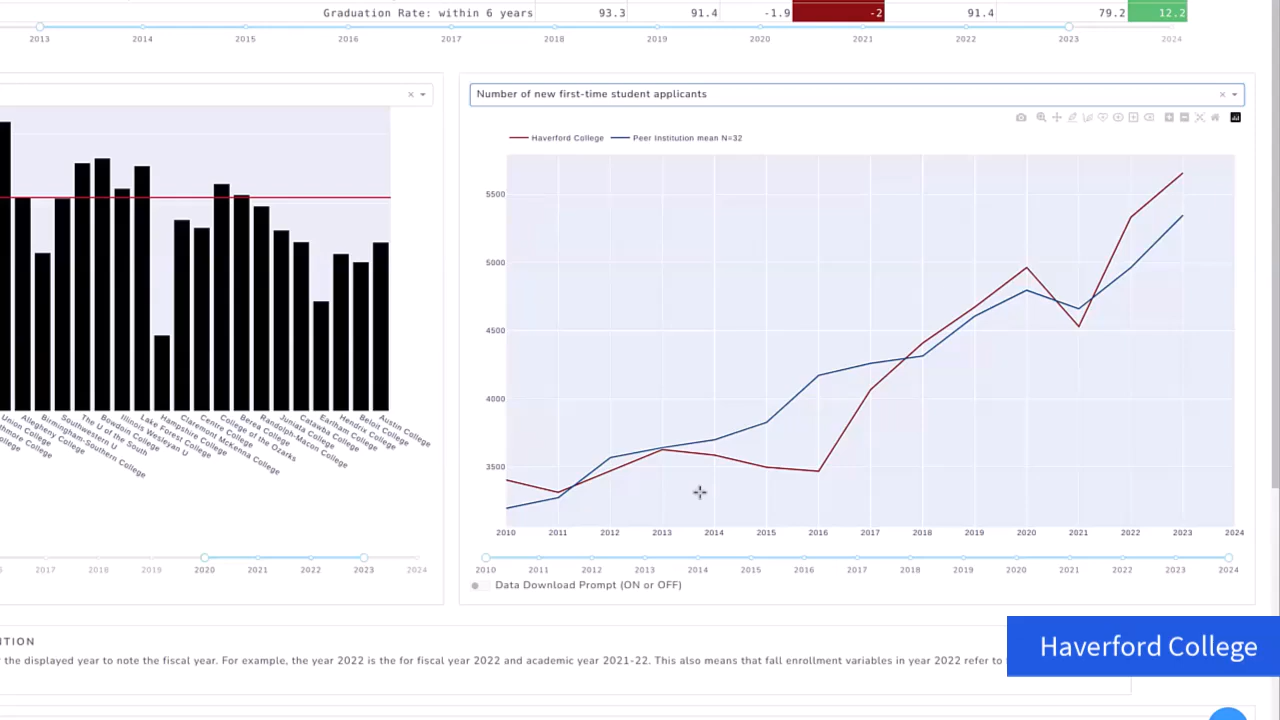 Graduation Rate: within 6 years 93.3 91.4 -1.9 -2 91.4 79.2 12.2
2013 2014 2015 2016 2017 2018 2019 2020 2021 2022 2023 2024
Number of new first-time student applicants
Haverford College Peer Institution mean N=32
5500
5000
4500
4000
3500
2010 2011 2012 2013 2014 2015 2016 2017 2018 2019 2020 2021 2022 2023 2024
Union College
Allegheny College
Birmingham-Southern College
Southwestern U
The U of the South
Bowdoin College
Illinois Wesleyan U
Lake Forest College
Hampshire College
Claremont McKenna College
Centre College
College of the Ozarks
Berea College
Randolph-Macon College
Juniata College
Catawba College
Earlham College
Hendrix College
Beloit College
Austin College
2017 2018 2019 2020 2021 2022 2023 2024
2010 2011 2012 2013 2014 2015 2016 2017 2018 2019 2020 2021 2022 2023 2024
Data Download Prompt (ON or OFF)
NTION
the displayed year to note the fiscal year. For example, the year 2022 is the for fiscal year 2022 and academic year 2021-22. This also means that fall enrollment variables in year 2022 refer to
Haverford College